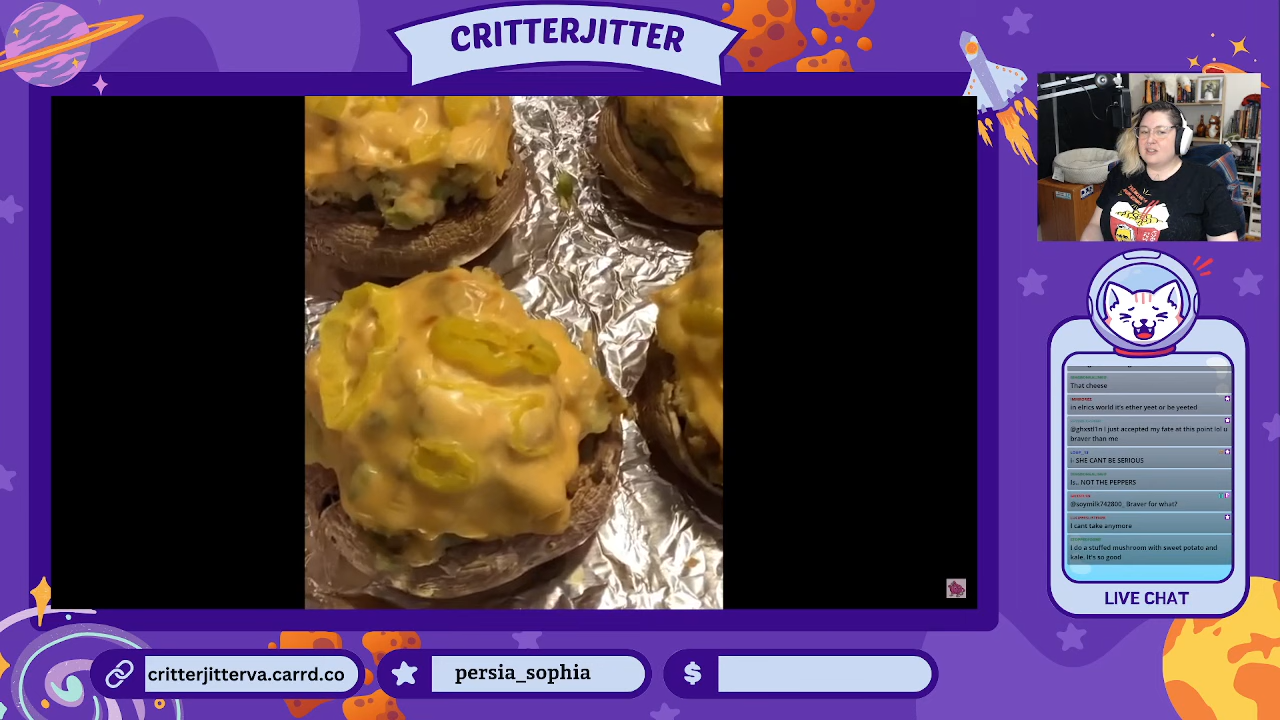 CRITTERJITTER
That cheese
in elrics world it's ether yeet or be yeeted
@ghxstl1n I just accepted my fate at this point lol u
braver than me
I- SHE CANT BE SERIOUS
Is.. NOT THE PEPPERS
@soymilk742800_ Braver for what?
I cant take anymore
I do a stuffed mushroom with sweet potato and
kale. It's so good
LIVE CHAT
critterjitterva.carrd.co
persia_sophia
$